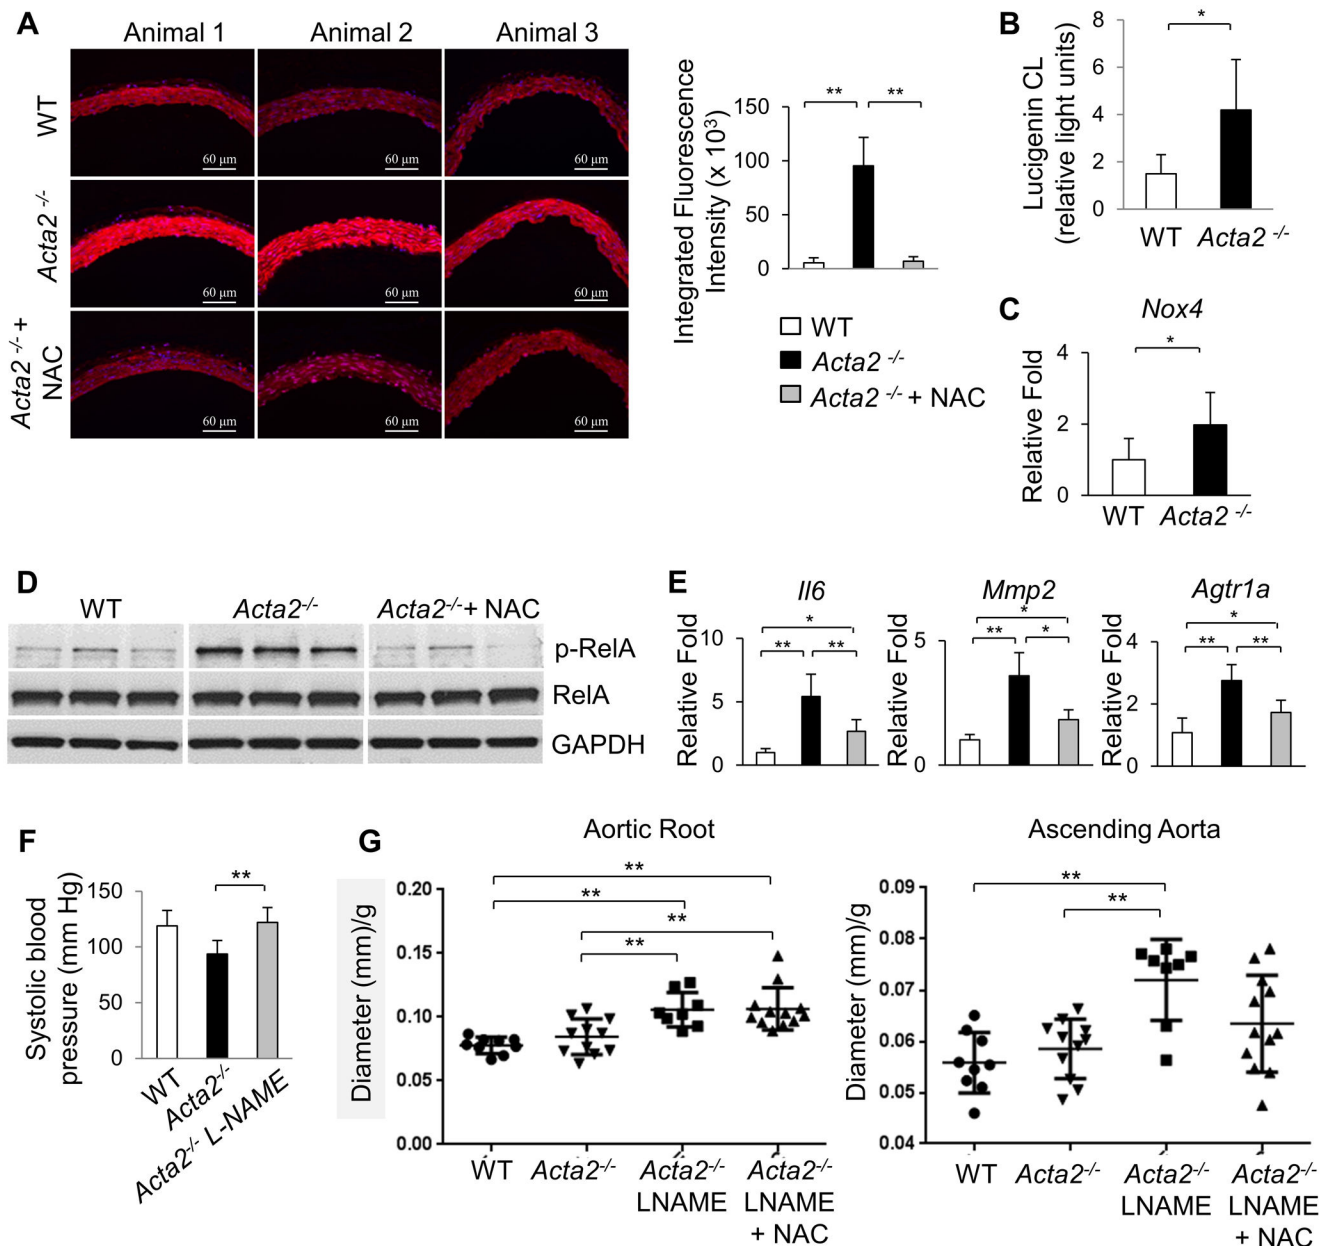 A
Animal 1 Animal 2 Animal 3
WT
60 μm 60 μm 60 μm
Acta2 -/-
60 μm 60 μm 60 μm
Acta2 -/- +
NAC
60 μm 60 μm 60 μm
Integrated Fluorescence
Intensity (x 10³)
150
100
50
0
** **
WT
Acta2 -/-
Acta2 -/- + NAC
B
Lucigenin CL
(relative light units)
8
6
4
2
0
*
WT Acta2 -/-
C
Nox4
Relative Fold
4
2
0
*
WT Acta2 -/-
D
WT Acta2-/- Acta2-/-+ NAC
p-RelA
RelA
GAPDH
E
Il6
Relative Fold
10
5
0
*
** **
Mmp2
Relative Fold
5
0
*
** *
Agtr1a
Relative Fold
4
2
0
*
** **
F
Systolic blood
pressure (mm Hg)
150
100
50
0
**
WT
Acta2-/-
Acta2-/- L-NAME
G
Aortic Root
Diameter (mm)/g
0.20
0.15
0.10
0.05
0.00
**
**
**
**
WT Acta2-/- Acta2-/- Acta2-/-
LNAME LNAME
+ NAC
Ascending Aorta
Diameter (mm)/g
0.09
0.08
0.07
0.06
0.05
0.04
**
**
WT Acta2-/- Acta2-/- Acta2-/-
LNAME LNAME
+ NAC